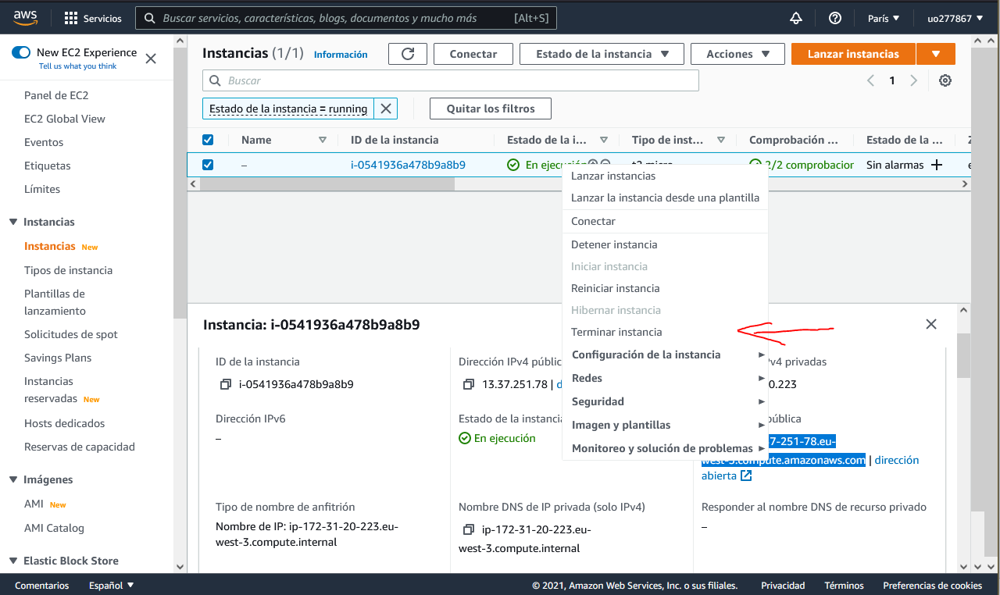 aws Servicios Buscar servicios, características, blogs, documentos y mucho más [Alt+S] París uo277867
New EC2 Experience
Tell us what you think
Panel de EC2
EC2 Global View
Eventos
Etiquetas
Límites
Instancias
Instancias New
Tipos de instancia
Plantillas de
lanzamiento
Solicitudes de spot
Savings Plans
Instancias
reservadas New
Hosts dedicados
Reservas de capacidad
Imágenes
AMI New
AMI Catalog
Elastic Block Store
Instancias (1/1) Información Conectar Estado de la instancia Acciones Lanzar instancias
Buscar 1
Estado de la instancia = running Quitar los filtros
Name ID de la instancia Estado de la i... Tipo de inst... Comprobación ... Estado de la ... Z
– i-0541936a478b9a8b9 En ejecución t2.micro 2/2 comprobacior Sin alarmas e
Lanzar instancias
Lanzar la instancia desde una plantilla
Conectar
Detener instancia
Iniciar instancia
Reiniciar instancia
Hibernar instancia
Terminar instancia
Configuración de la instancia
Redes
Seguridad
Imagen y plantillas
Monitoreo y solución de problemas
Instancia: i-0541936a478b9a8b9
ID de la instancia
i-0541936a478b9a8b9
Dirección IPv4 públic
13.37.251.78 | d
v4 privadas
0.223
Dirección IPv6
–
Estado de la instancia
En ejecución
pública
7-251-78.eu-
west-3.compute.amazonaws.com | dirección
abierta
Tipo de nombre de anfitrión
Nombre de IP: ip-172-31-20-223.eu-
west-3.compute.internal
Nombre DNS de IP privada (solo IPv4)
ip-172-31-20-223.eu-
west-3.compute.internal
Responder al nombre DNS de recurso privado
–
Comentarios Español © 2021, Amazon Web Services, Inc. o sus filiales. Privacidad Términos Preferencias de cookies